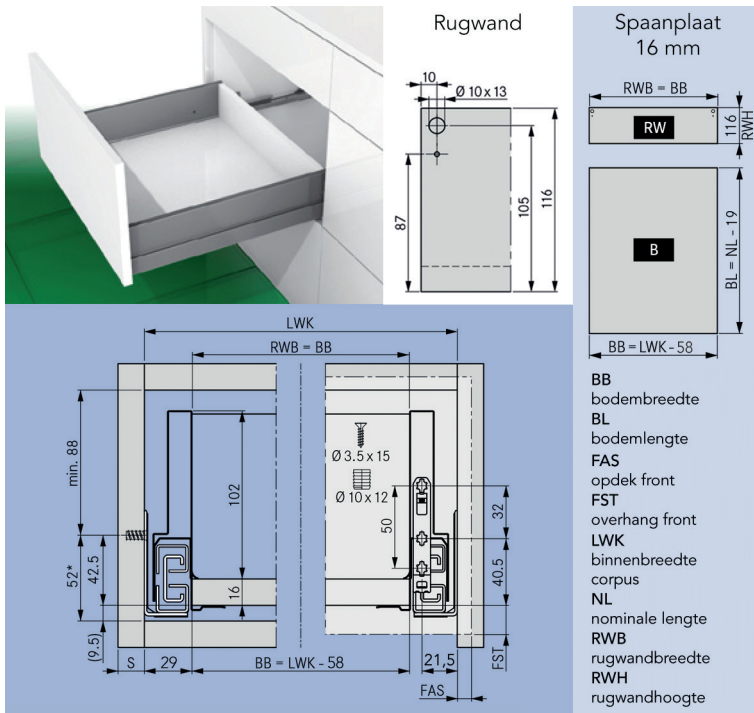 Rugwand
10
Ø 10 x 13
87
105
116
Spaanplaat
16 mm
RWB = BB
RW
116
RWH
B
BL = NL - 19
BB = LWK - 58
LWK
RWB = BB
min. 88
102
Ø 3.5 x 15
Ø 10 x 12
50
32
52*
42.5
16
40.5
(9.5)
S
29
BB = LWK - 58
21,5
FST
FAS
BB
bodembreedte
BL
bodemlengte
FAS
opdek front
FST
overhang front
LWK
binnenbreedte
corpus
NL
nominale lengte
RWB
rugwandbreedte
RWH
rugwandhoogte